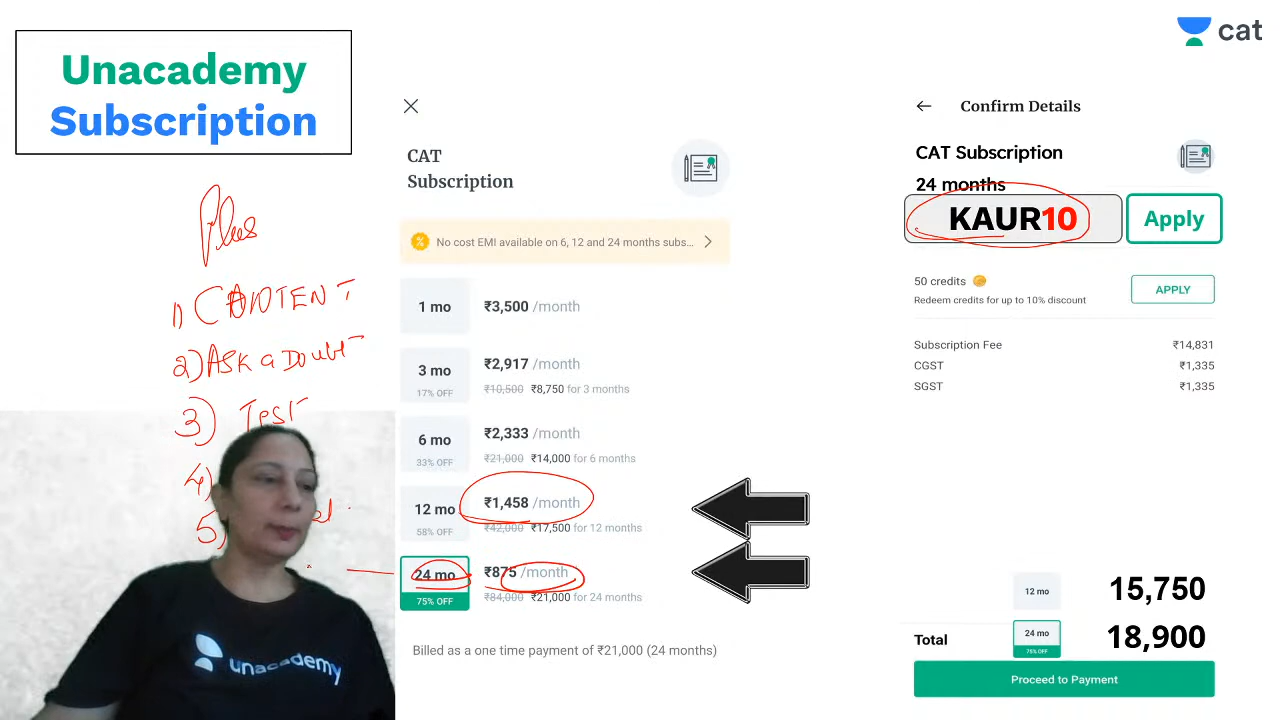 Unacademy
Subscription
cat
Plus
1) CONTENT
2) ASK a Doubt
3) Test
4)
5)
CAT
Subscription
No cost EMI available on 6, 12 and 24 months subs...
1 mo ₹3,500 /month
3 mo ₹2,917 /month
17% OFF ₹10,500 ₹8,750 for 3 months
6 mo ₹2,333 /month
33% OFF ₹21,000 ₹14,000 for 6 months
12 mo ₹1,458 /month
58% OFF ₹42,000 ₹17,500 for 12 months
24 mo ₹875 /month
75% OFF ₹84,000 ₹21,000 for 24 months
Billed as a one time payment of ₹21,000 (24 months)
Confirm Details
CAT Subscription
24 months
KAUR10 Apply
50 credits
Redeem credits for up to 10% discount
APPLY
Subscription Fee ₹14,831
CGST ₹1,335
SGST ₹1,335
12 mo 15,750
Total 24 mo 18,900
75% OFF
Proceed to Payment
unacademy